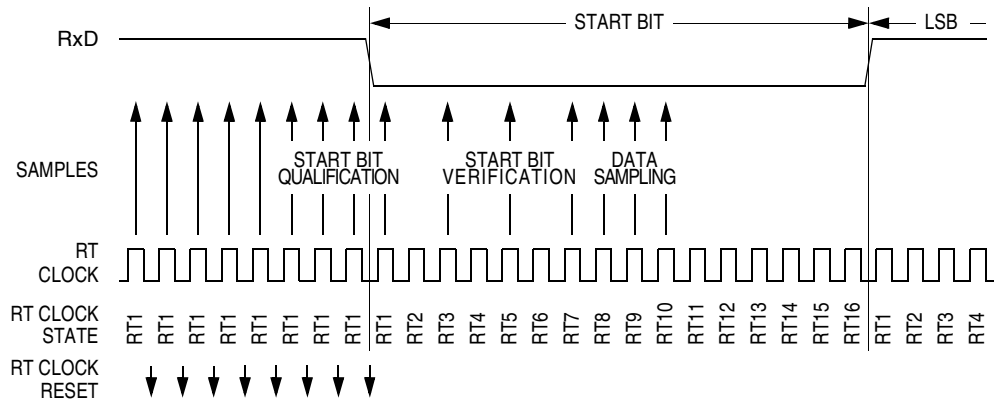 START BIT
LSB
RxD
SAMPLES
START BIT
QUALIFICATION
START BIT
VERIFICATION
DATA
SAMPLING
RT
CLOCK
RT CLOCK
STATE
RT1 RT1 RT1 RT1 RT1 RT1 RT1 RT1 RT1 RT2 RT3 RT4 RT5 RT6 RT7 RT8 RT9 RT10 RT11 RT12 RT13 RT14 RT15 RT16 RT1 RT2 RT3 RT4
RT CLOCK
RESET